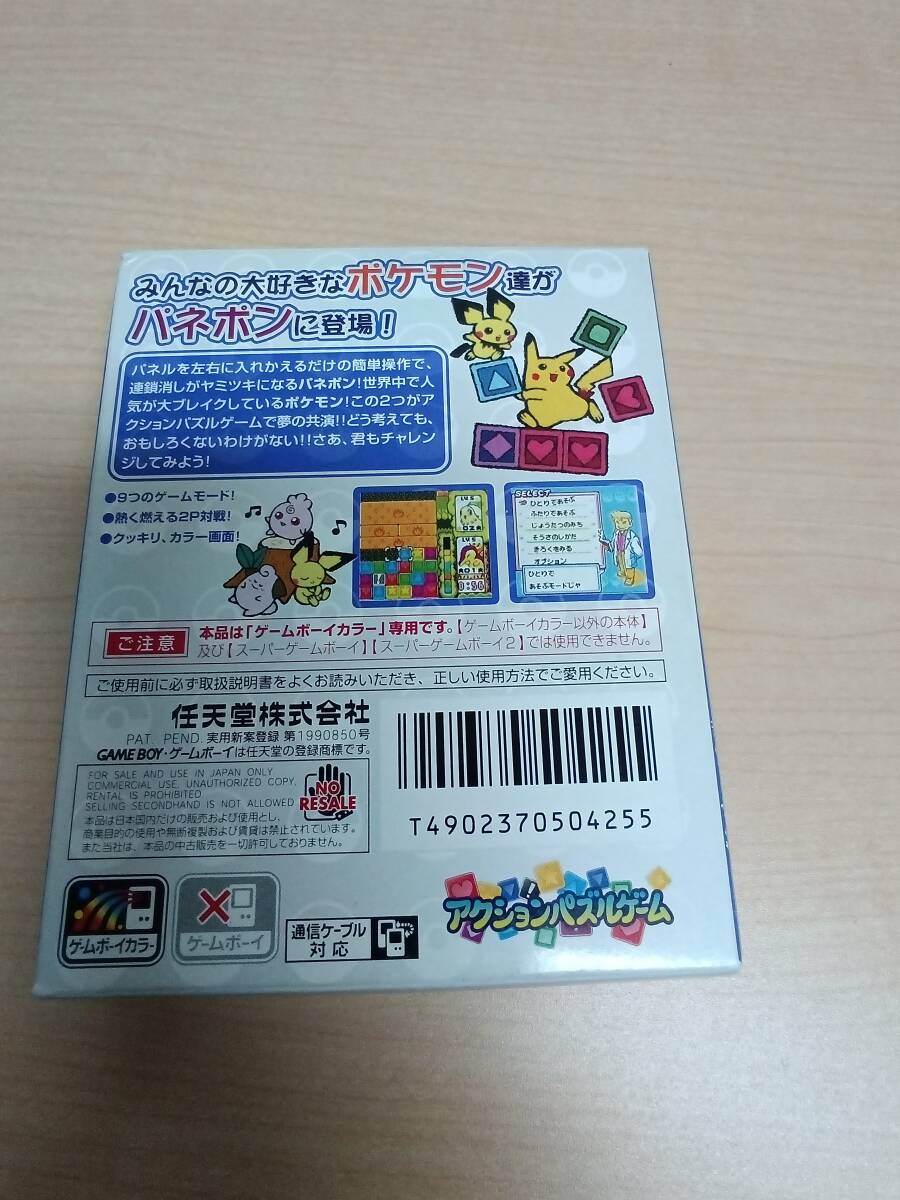 みんなの大好きなポケモン達が
パネポンに登場!
パネルを左右に入れかえるだけの簡単操作で、
連鎖消しがヤミツキになるパネポン!世界中で人
気が大ブレイクしているポケモン!この2つがア
クションパズルゲームで夢の共演!!どう考えても、
おもしろくないわけがない!!さあ、君もチャレン
ジしてみよう!
●9つのゲームモード!
●熱く燃える2P対戦!
●クッキリ、カラー画面!
LV 5
02
LV 5
01
0:56
SELECT
ひとりであそぶ
ふたりであそぶ
じょうたつのみち
そうさのしかた
きろくをみる
オプション
ひとりで
あそぶモードじゃ
ご注意
本品は「ゲームボーイカラー」専用です。【ゲームボーイカラー以外の本体】
及び【スーパーゲームボーイ】【スーパーゲームボーイ2】では使用できません。
ご使用前に必ず取扱説明書をよくお読みいただき、正しい使用方法でご愛用ください。
任天堂株式会社
PAT. PEND. 実用新案登録 第1990850号
GAME BOY・ゲームボーイは任天堂の登録商標です。
FOR SALE AND USE IN JAPAN ONLY
COMMERCIAL USE, UNAUTHORIZED COPY,
RENTAL IS PROHIBITED
SELLING SECONDHAND IS NOT ALLOWED
NO
RESALE
本品は日本国内だけの販売および使用とし、
商業目的の使用や無断複製および賃貸は禁止されています。
また当社は、本品の中古販売を一切許可しておりません。
T4902370504255
ゲームボーイカラー
ゲームボーイ
通信ケーブル
対応
アクションパズルゲーム